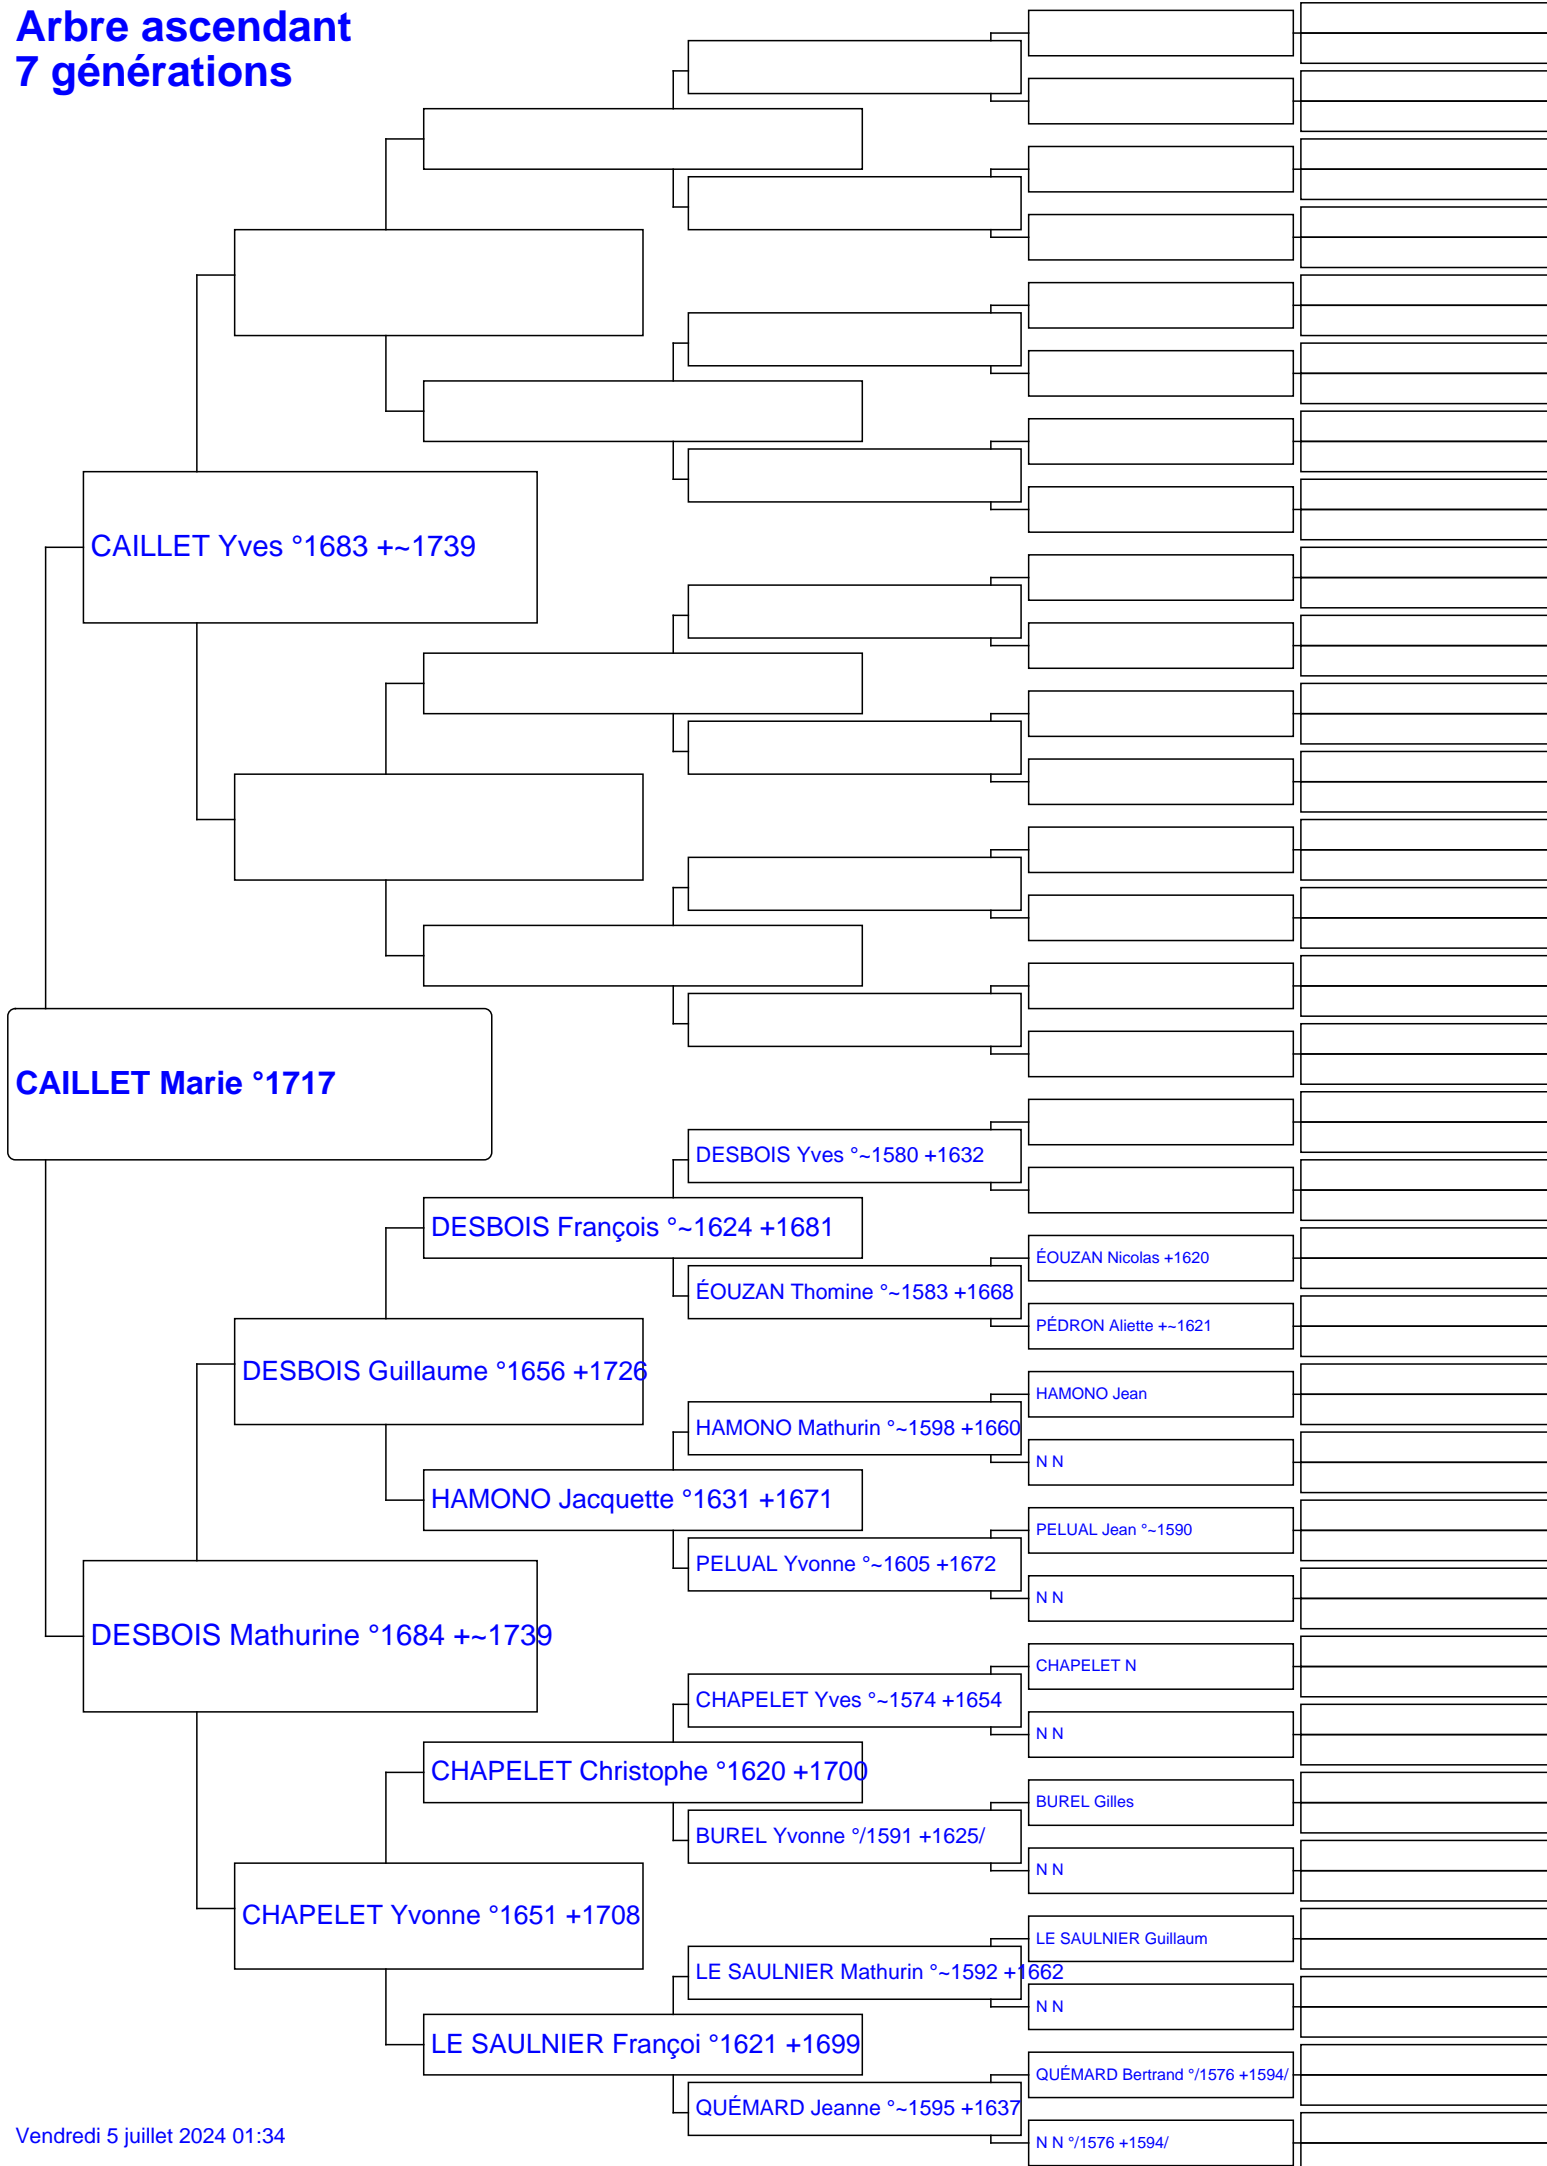 Arbre ascendant
7 générations
CAILLET Yves °1683 +~1739
CAILLET Marie °1717
DESBOIS Yves °~1580 +1632
DESBOIS François °~1624 +1681
ÉOUZAN Nicolas +1620
ÉOUZAN Thomine °~1583 +1668
PÉDRON Aliette +~1621
DESBOIS Guillaume °1656 +1726
HAMONO Jean
HAMONO Mathurin °~1598 +1660
N N
HAMONO Jacquette °1631 +1671
PELUAL Jean °~1590
PELUAL Yvonne °~1605 +1672
N N
DESBOIS Mathurine °1684 +~1739
CHAPELET N
CHAPELET Yves °~1574 +1654
N N
CHAPELET Christophe °1620 +1700
BUREL Gilles
BUREL Yvonne °/1591 +1625/
N N
CHAPELET Yvonne °1651 +1708
LE SAULNIER Guillaum
LE SAULNIER Mathurin °~1592 +1662
N N
LE SAULNIER Françoi °1621 +1699
QUÉMARD Bertrand °/1576 +1594/
QUÉMARD Jeanne °~1595 +1637
N N °/1576 +1594/
Vendredi 5 juillet 2024 01:34